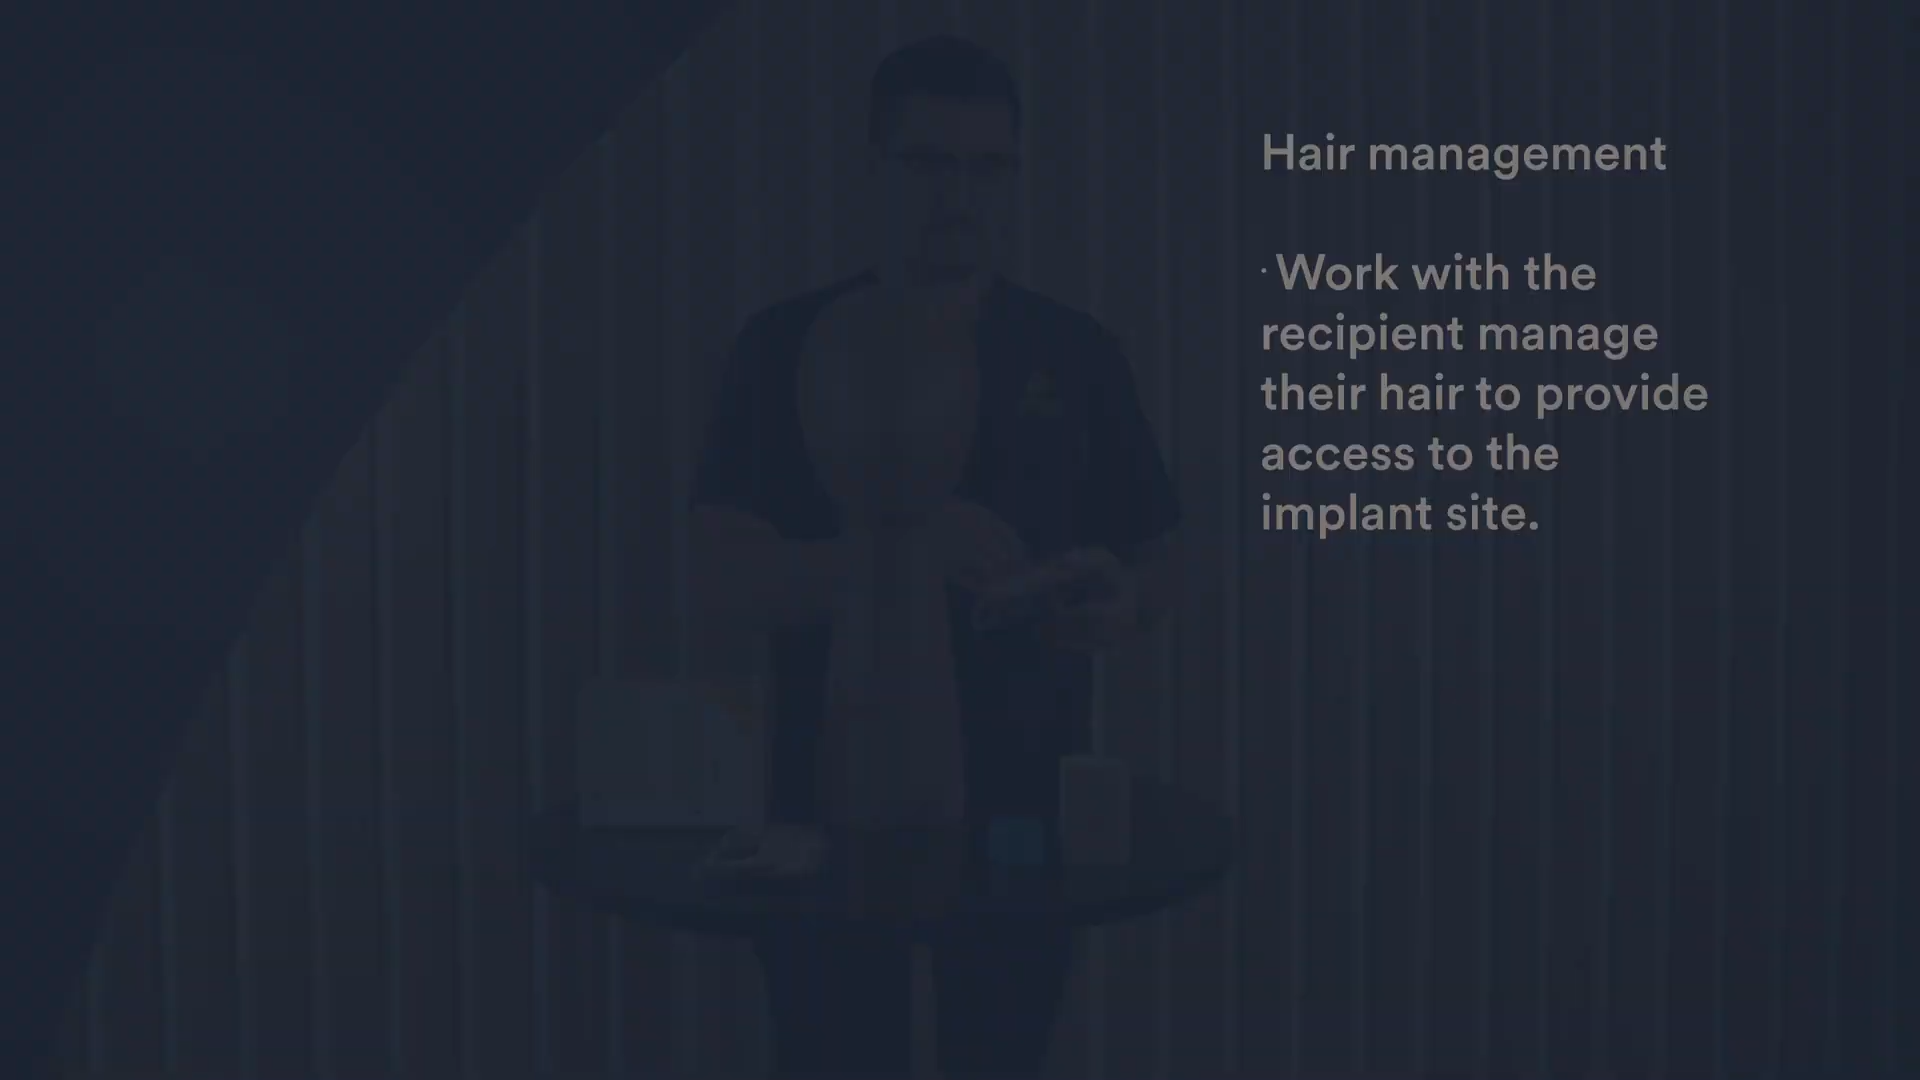 Hair management
· Work with the
recipient manage
their hair to provide
access to the
implant site.